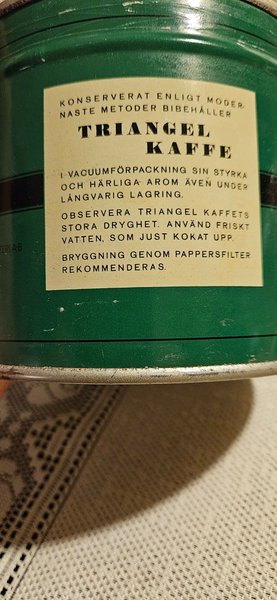 KONSERVERAT ENLIGT MODER-
NASTE METODER BIBEHÅLLER
TRIANGEL
KAFFE
I VACUUMFÖRPACKNING SIN STYRKA
OCH HÄRLIGA AROM ÄVEN UNDER
LÅNGVARIG LAGRING.
OBSERVERA TRIANGEL KAFFETS
STORA DRYGHET. ANVÄND FRISKT
VATTEN, SOM JUST KOKAT UPP.
BRYGGNING GENOM PAPPERSFILTER
REKOMMENDERAS.